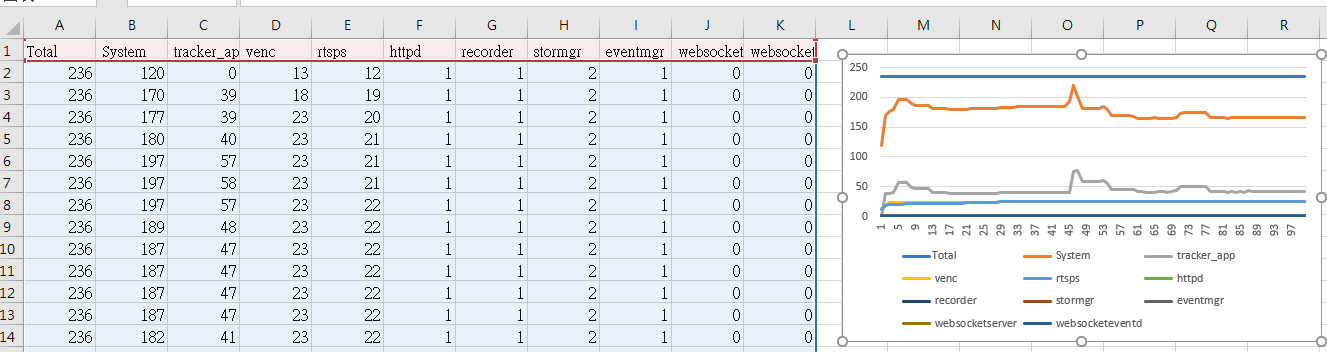 A B C D E F G H I J K L M N O P Q R
1 Total System tracker_ap venc rtsps httpd recorder stormgr eventmgr websocket websocket
2 236 120 0 13 12 1 1 2 1 0 0
3 236 170 39 18 19 1 1 2 1 0 0
4 236 177 39 23 20 1 1 2 1 0 0
5 236 180 40 23 21 1 1 2 1 0 0
6 236 197 57 23 21 1 1 2 1 0 0
7 236 197 58 23 21 1 1 2 1 0 0
8 236 197 57 23 22 1 1 2 1 0 0
9 236 189 48 23 22 1 1 2 1 0 0
10 236 187 47 23 22 1 1 2 1 0 0
11 236 187 47 23 22 1 1 2 1 0 0
12 236 187 47 23 22 1 1 2 1 0 0
13 236 187 47 23 22 1 1 2 1 0 0
14 236 182 41 23 22 1 1 2 1 0 0
250
200
150
100
50
0
1 5 9 13 17 21 25 29 33 37 41 45 49 53 57 61 65 69 73 77 81 85 89 93 97
Total System tracker_app
venc rtsps httpd
recorder stormgr eventmgr
websocketserver websocketeventd